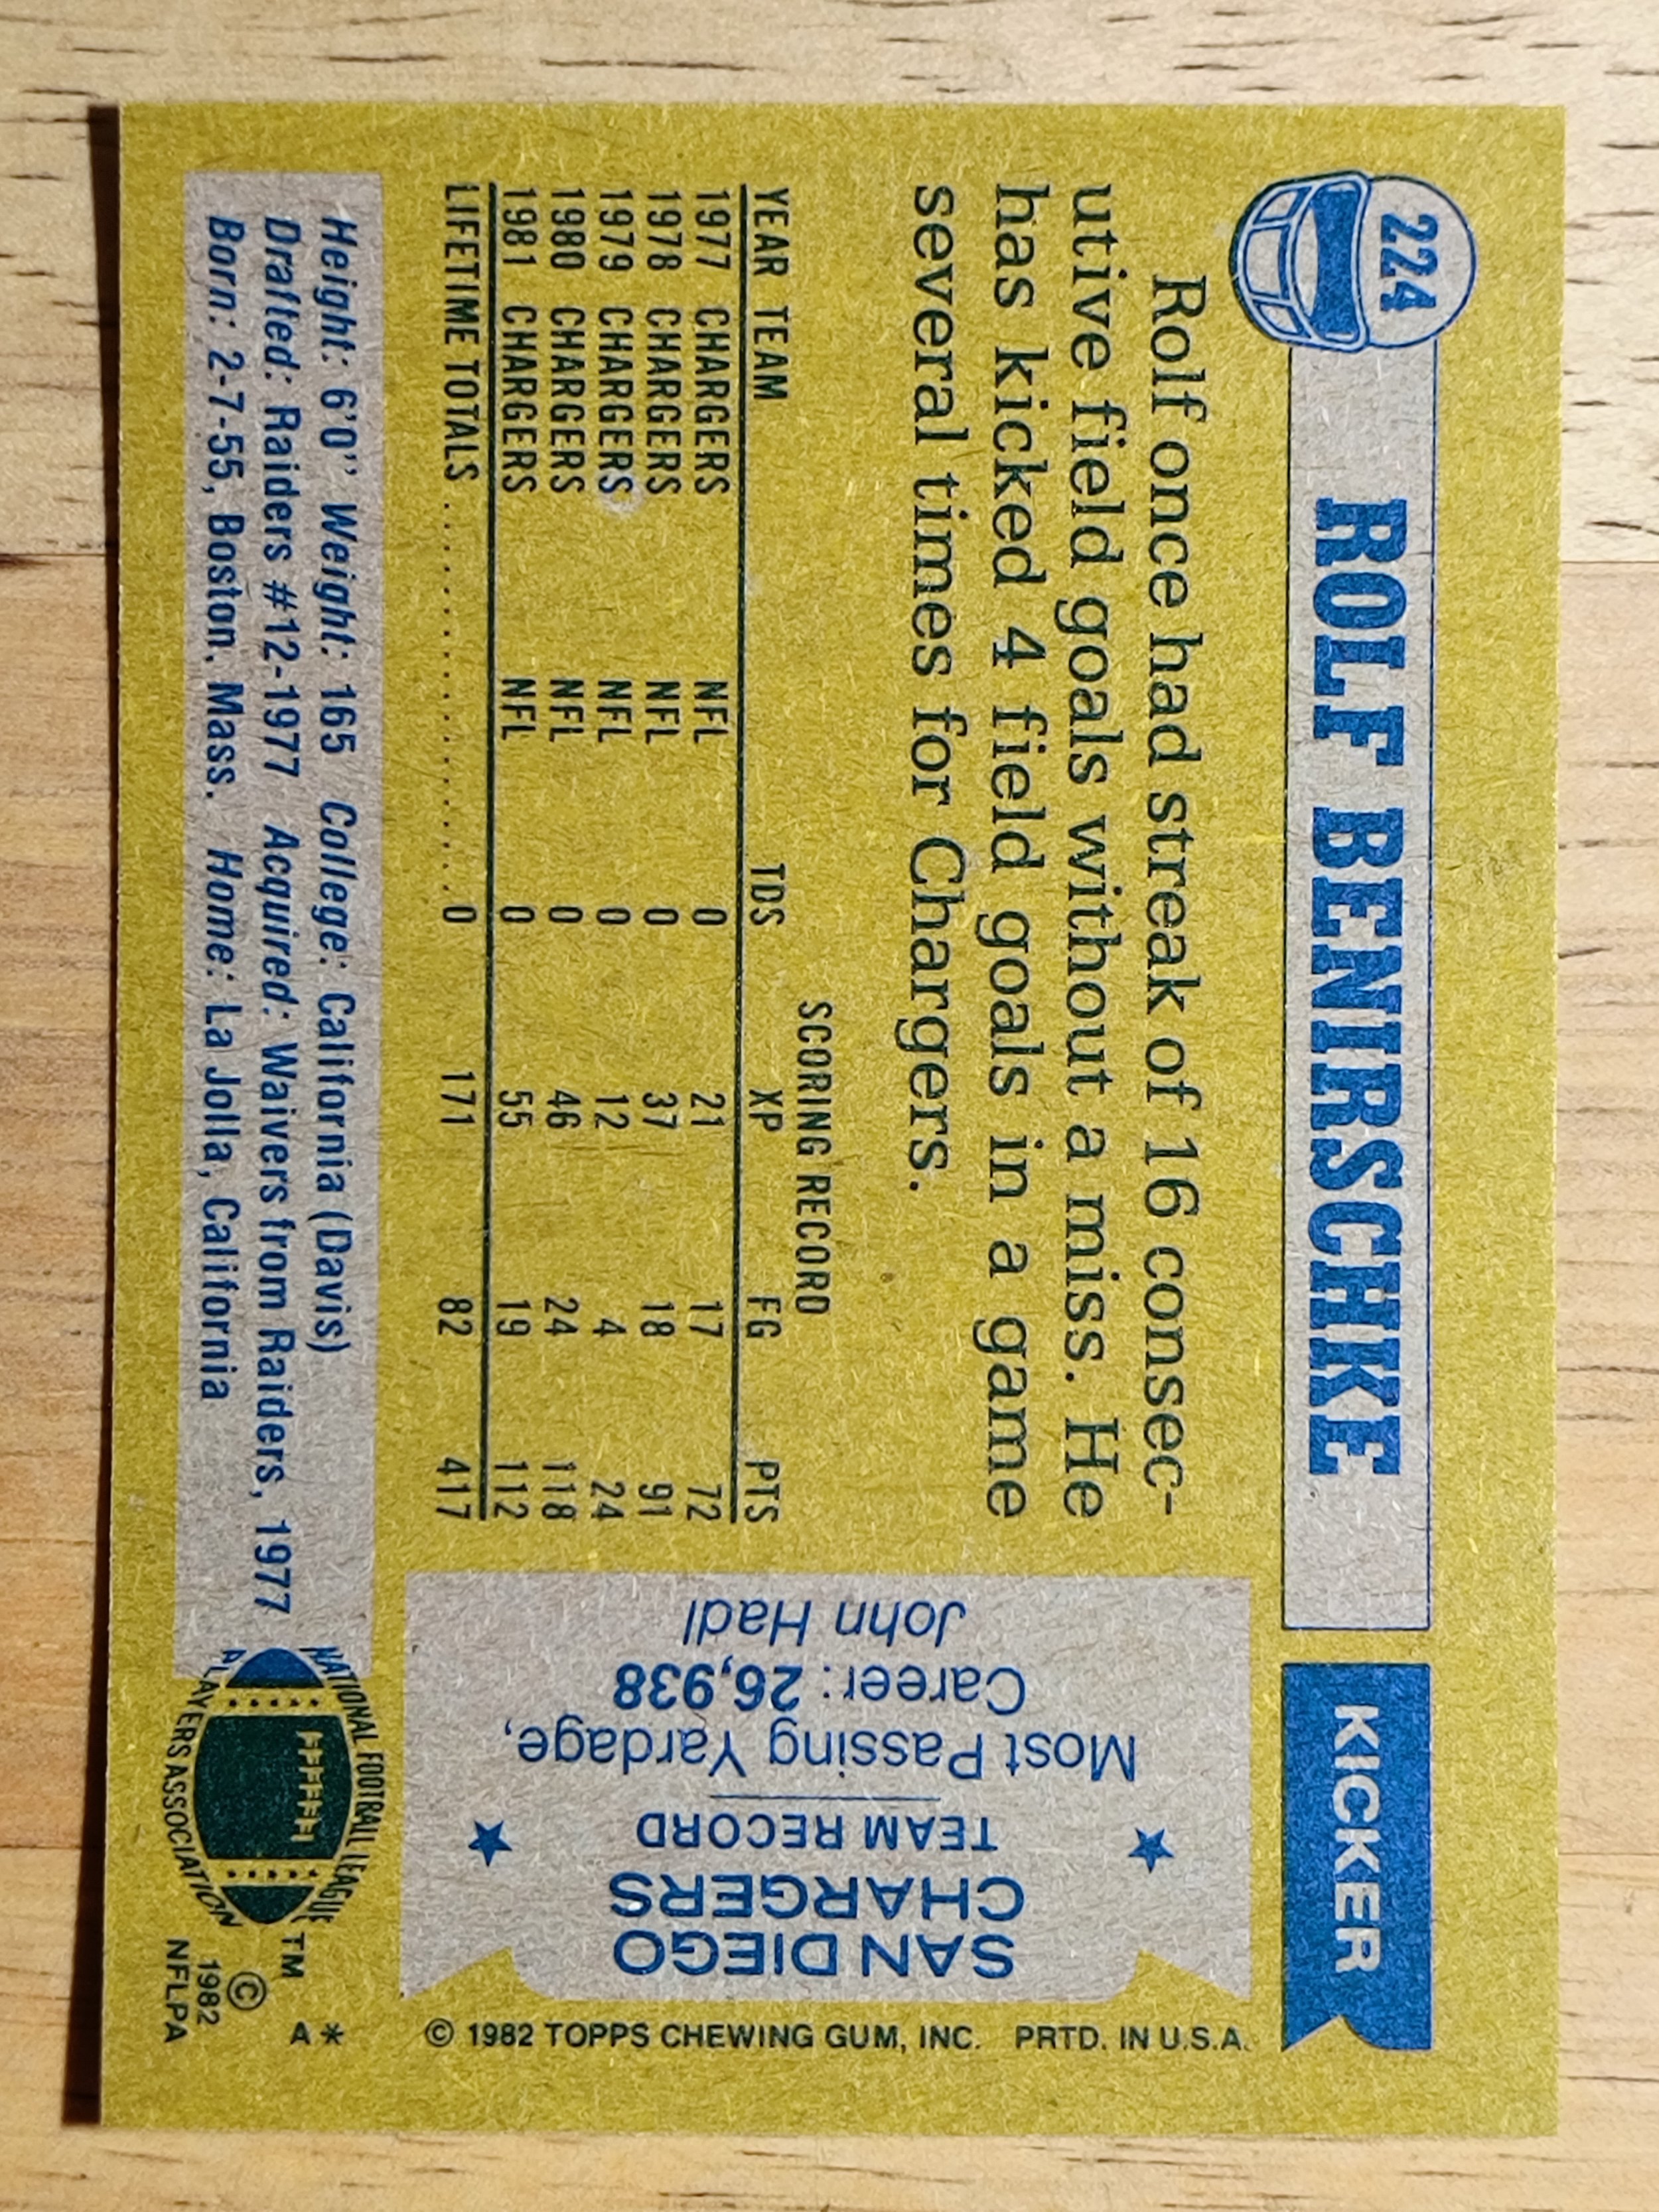 224
ROLF BENIRSCHKE
KICKER
Rolf once had streak of 16 consec-
utive field goals without a miss. He
has kicked 4 field goals in a game
several times for Chargers.
SCORING RECORD
YEAR TEAM TDS XP FG PTS
1977 CHARGERS NFL 0 21 17 72
1978 CHARGERS NFL 0 37 18 91
1979 CHARGERS NFL 0 12 4 24
1980 CHARGERS NFL 0 46 24 118
1981 CHARGERS NFL 0 55 19 112
LIFETIME TOTALS ........................ 0 171 82 417
Height: 6'0" Weight: 165 College: California (Davis)
Drafted: Raiders #12-1977 Acquired: Waivers from Raiders, 1977
Born: 2-7-55, Boston, Mass. Home: La Jolla, California
SAN DIEGO
CHARGERS
TEAM RECORD
Most Passing Yardage,
Career: 26,938
John Hadl
© 1982 TOPPS CHEWING GUM, INC. PRTD. IN U.S.A.
NATIONAL FOOTBALL LEAGUE
PLAYERS ASSOCIATION
TM
©
1982
NFLPA
A*